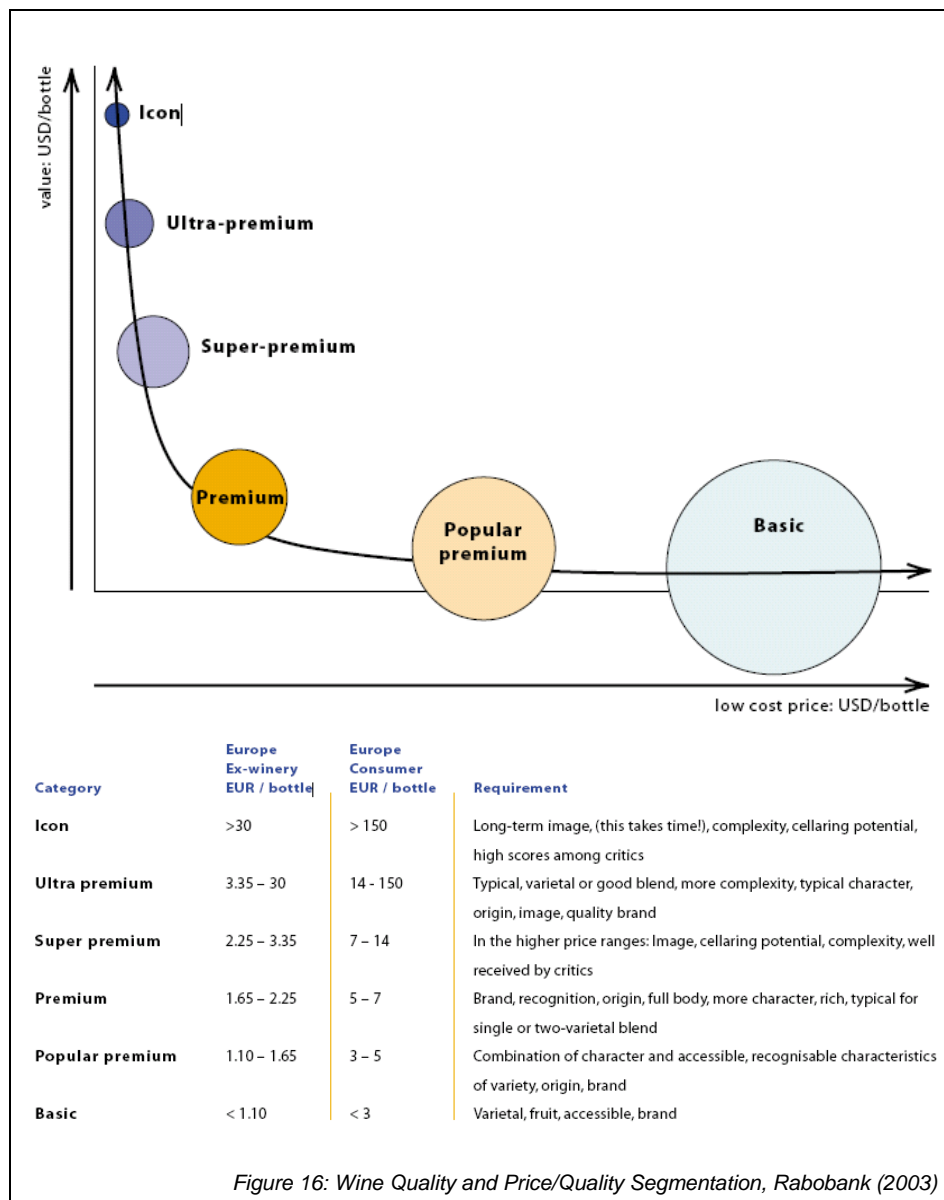 value: USD/bottle
Icon
Ultra-premium
Super-premium
Premium
Popular
premium
Basic
low cost price: USD/bottle
Europe Europe
Ex-winery Consumer
Category EUR / bottle EUR / bottle Requirement
Icon >30 > 150 Long-term image, (this takes time!), complexity, cellaring potential,
high scores among critics
Ultra premium 3.35 – 30 14 - 150 Typical, varietal or good blend, more complexity, typical character,
origin, image, quality brand
Super premium 2.25 – 3.35 7 – 14 In the higher price ranges: Image, cellaring potential, complexity, well
received by critics
Premium 1.65 – 2.25 5 – 7 Brand, recognition, origin, full body, more character, rich, typical for
single or two-varietal blend
Popular premium 1.10 – 1.65 3 – 5 Combination of character and accessible, recognisable characteristics
of variety, origin, brand
Basic < 1.10 < 3 Varietal, fruit, accessible, brand
Figure 16: Wine Quality and Price/Quality Segmentation, Rabobank (2003)